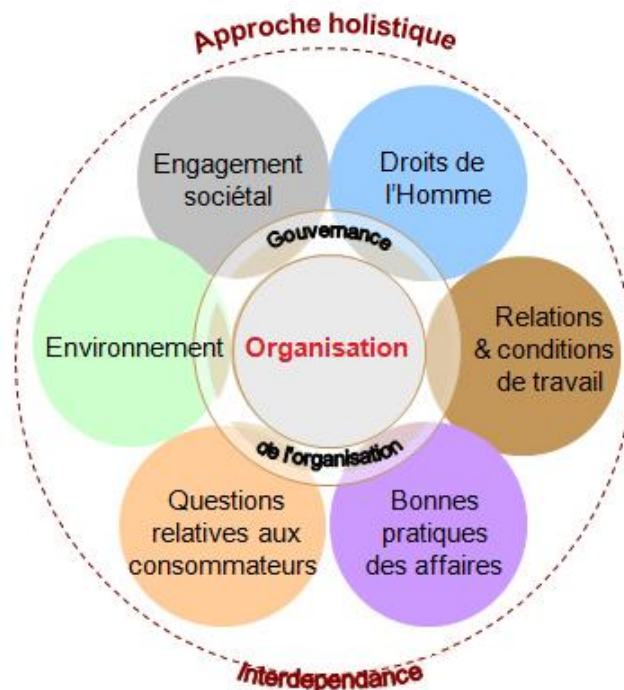 Approche holistique
Engagement
sociétal
Droits de
l'Homme
Gouvernance
Environnement
Organisation
Relations
& conditions
de travail
de l'organisation
Questions
relatives aux
consommateurs
Bonnes
pratiques
des affaires
Interdependance